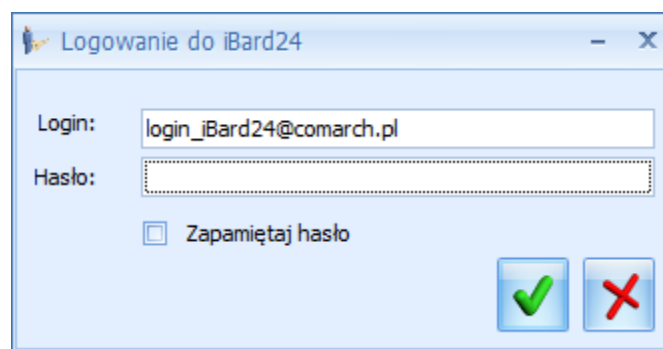 Logowanie do iBard24
Login: login_iBard24@comarch.pl
Hasło:
Zapamiętaj hasło